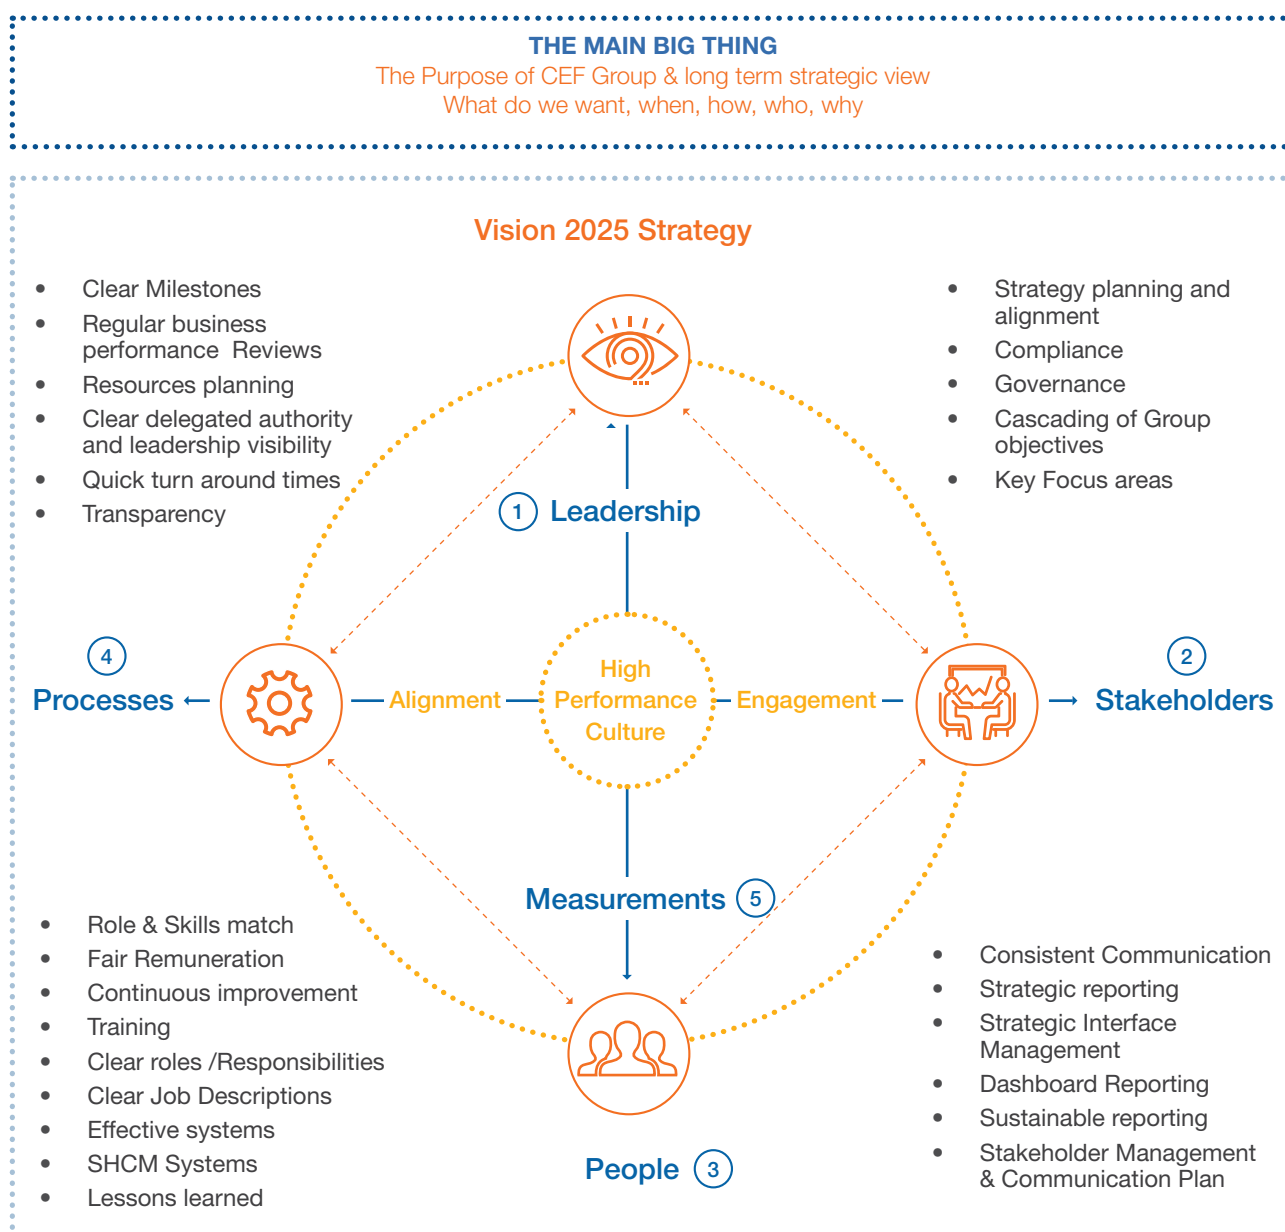 THE MAIN BIG THING
The Purpose of CEF Group & long term strategic view
What do we want, when, how, who, why
Vision 2025 Strategy
• Clear Milestones
• Regular business
performance Reviews
• Resources planning
• Clear delegated authority
and leadership visibility
• Quick turn around times
• Transparency
• Strategy planning and
alignment
• Compliance
• Governance
• Cascading of Group
objectives
• Key Focus areas
1 Leadership
4
Processes
Alignment
High
Performance
Culture
Engagement
2
Stakeholders
Measurements 5
• Role & Skills match
• Fair Remuneration
• Continuous improvement
• Training
• Clear roles /Responsibilities
• Clear Job Descriptions
• Effective systems
• SHCM Systems
• Lessons learned
People 3
• Consistent Communication
• Strategic reporting
• Strategic Interface
Management
• Dashboard Reporting
• Sustainable reporting
• Stakeholder Management
& Communication Plan